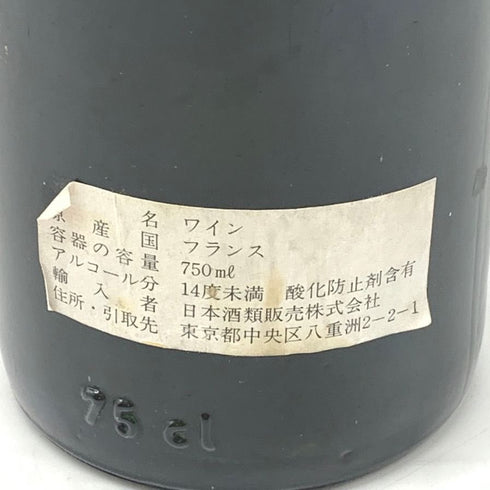 名 ワイン
原産国 フランス
容器の容量 750mℓ
アルコール分 14度未満 酸化防止剤含有
輸入者 日本酒類販売株式会社
住所・引取先 東京都中央区八重洲2-2-1
75 cl